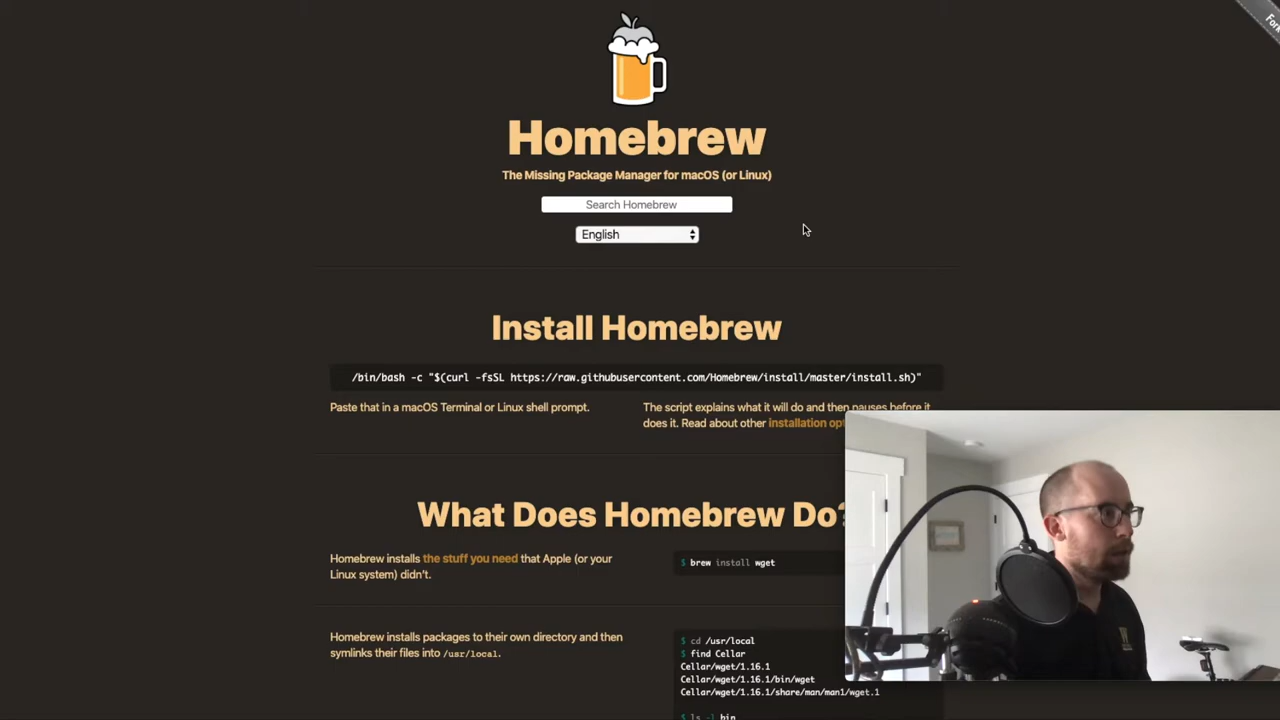 Fork
Homebrew
The Missing Package Manager for macOS (or Linux)
Search Homebrew
English
Install Homebrew
/bin/bash -c "$(curl -fsSL https://raw.githubusercontent.com/Homebrew/install/master/install.sh)"
Paste that in a macOS Terminal or Linux shell prompt.
The script explains what it will do and then pauses before it
does it. Read about other installation opt
What Does Homebrew Do?
Homebrew installs the stuff you need that Apple (or your
Linux system) didn't.
$ brew install wget
Homebrew installs packages to their own directory and then
symlinks their files into /usr/local.
$ cd /usr/local
$ find Cellar
Cellar/wget/1.16.1
Cellar/wget/1.16.1/bin/wget
Cellar/wget/1.16.1/share/man/man1/wget.1
$ ls -l bin